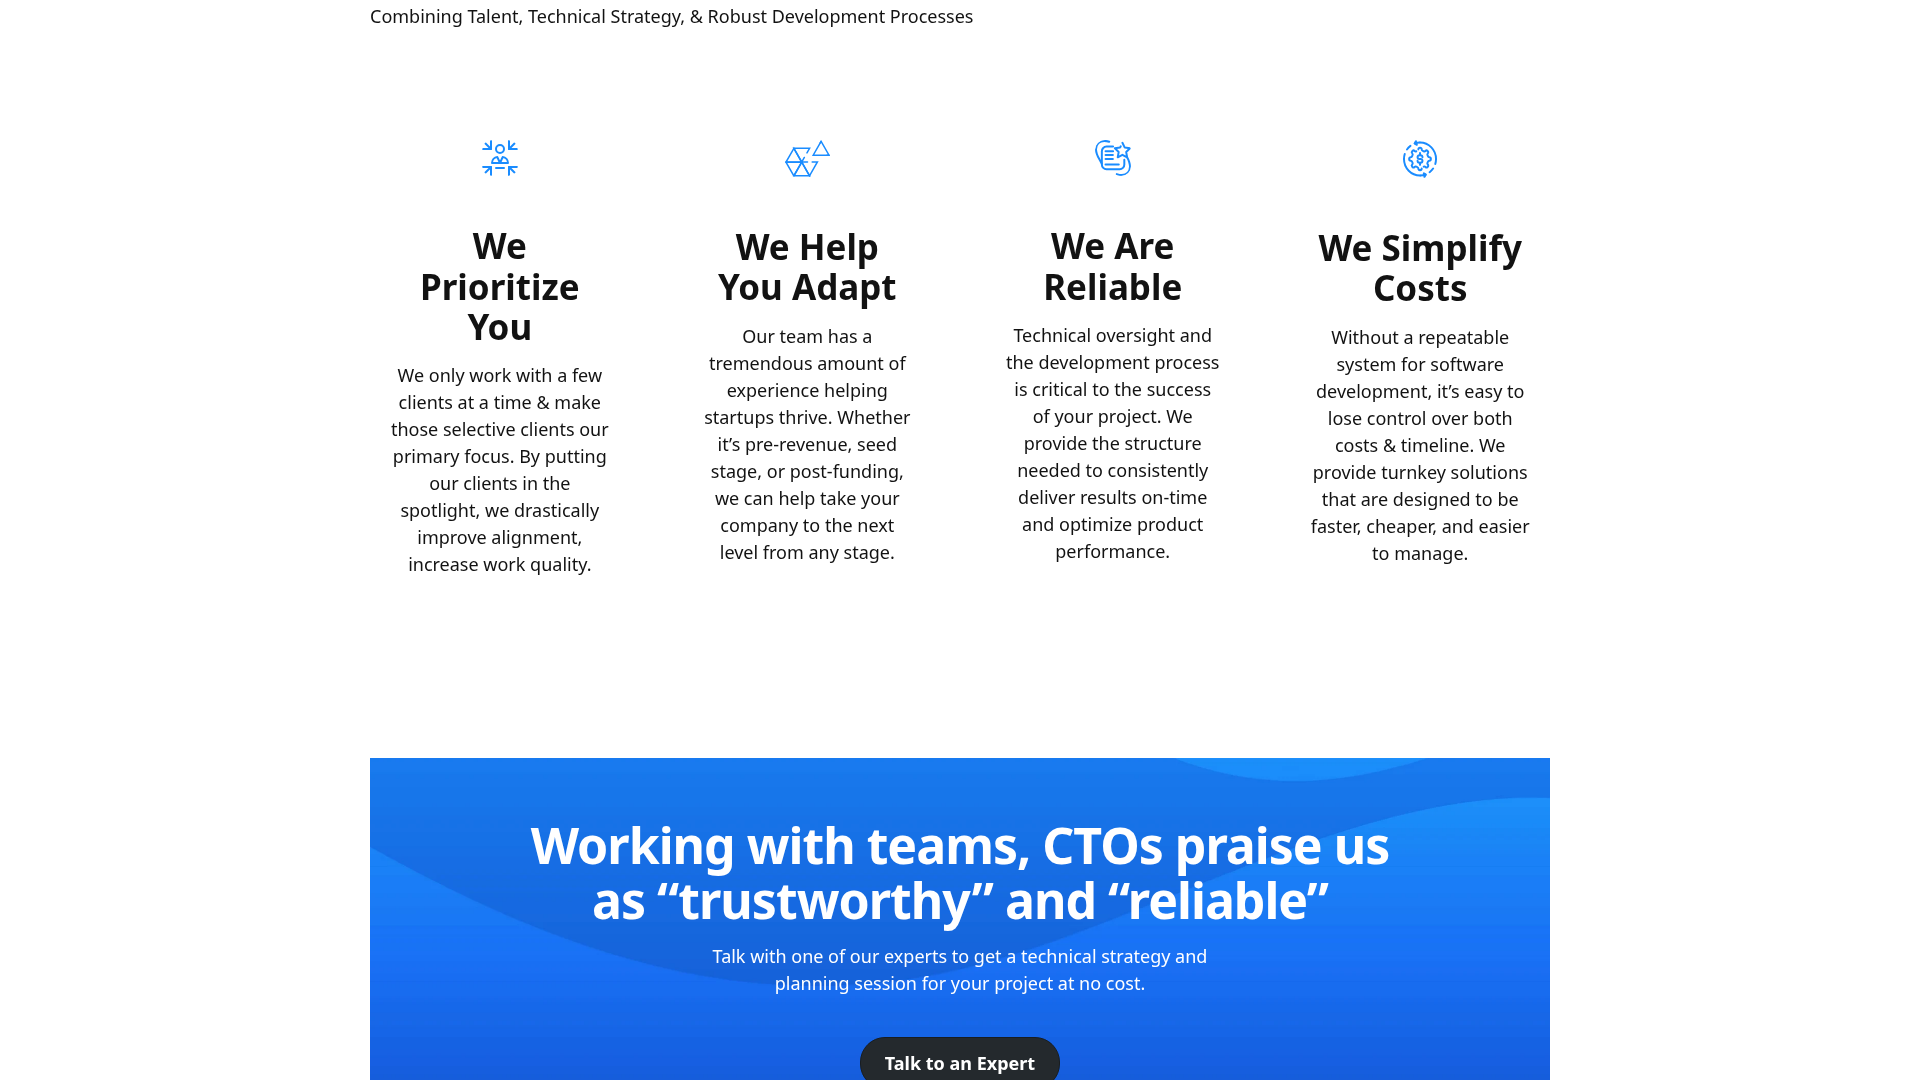 Combining Talent, Technical Strategy, & Robust Development Processes
We
Prioritize
You
We only work with a few
clients at a time & make
those selective clients our
primary focus. By putting
our clients in the
spotlight, we drastically
improve alignment,
increase work quality.
We Help
You Adapt
Our team has a
tremendous amount of
experience helping
startups thrive. Whether
it’s pre-revenue, seed
stage, or post-funding,
we can help take your
company to the next
level from any stage.
We Are
Reliable
Technical oversight and
the development process
is critical to the success
of your project. We
provide the structure
needed to consistently
deliver results on-time
and optimize product
performance.
We Simplify
Costs
Without a repeatable
system for software
development, it’s easy to
lose control over both
costs & timeline. We
provide turnkey solutions
that are designed to be
faster, cheaper, and easier
to manage.
Working with teams, CTOs praise us
as “trustworthy” and “reliable”
Talk with one of our experts to get a technical strategy and
planning session for your project at no cost.
Talk to an Expert